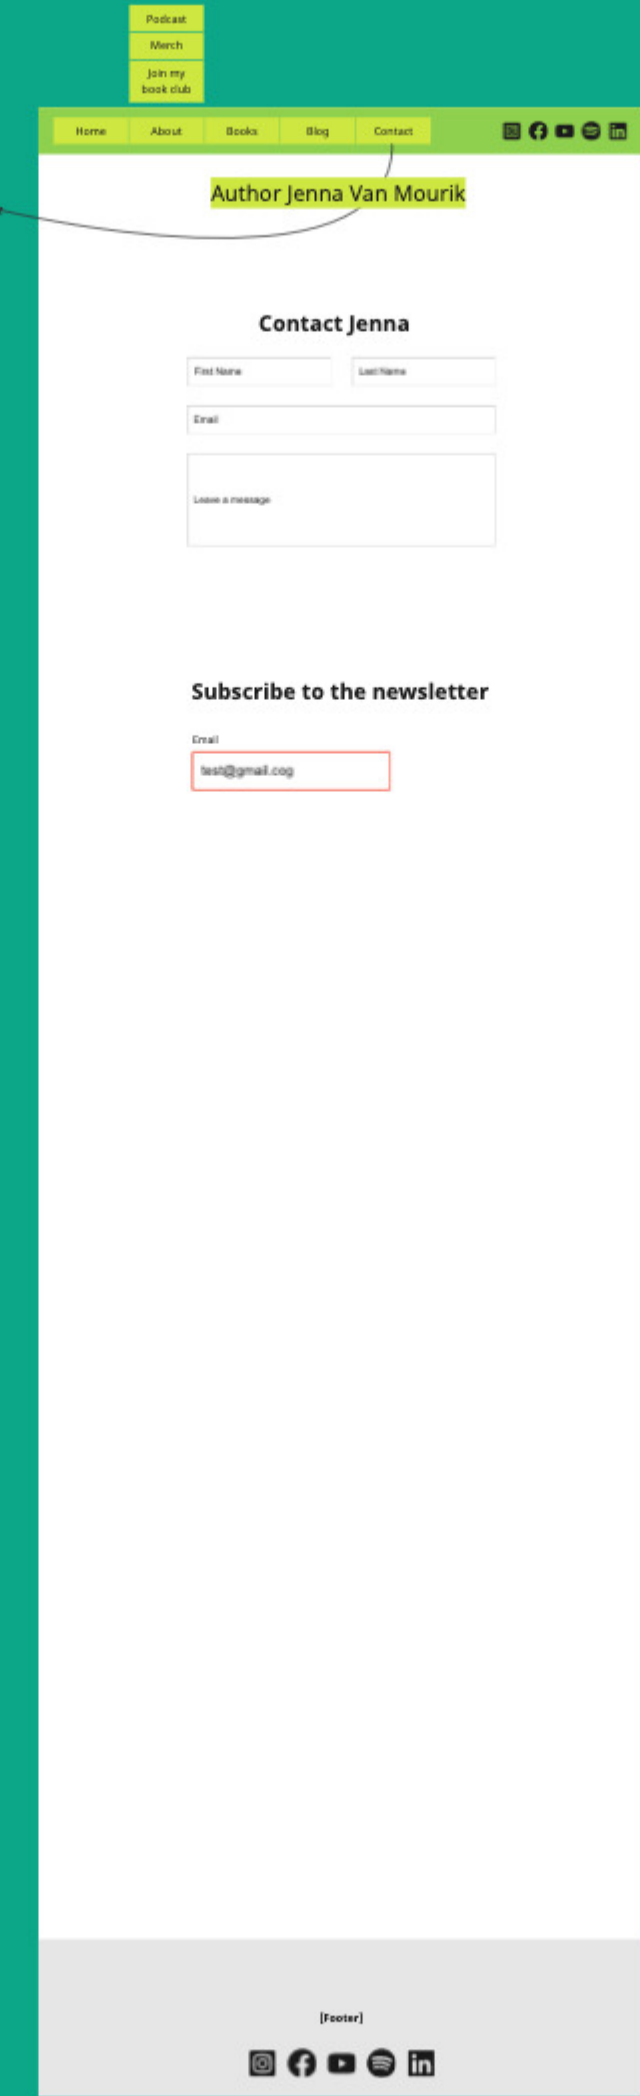 Podcast
Merch
Join my
book club
Home
About
Books
Blog
Contact
Author Jenna Van Mourik
Contact Jenna
First Name
Last Name
Email
Leave a message
Subscribe to the newsletter
Email
test@gmail.cog
[Footer]